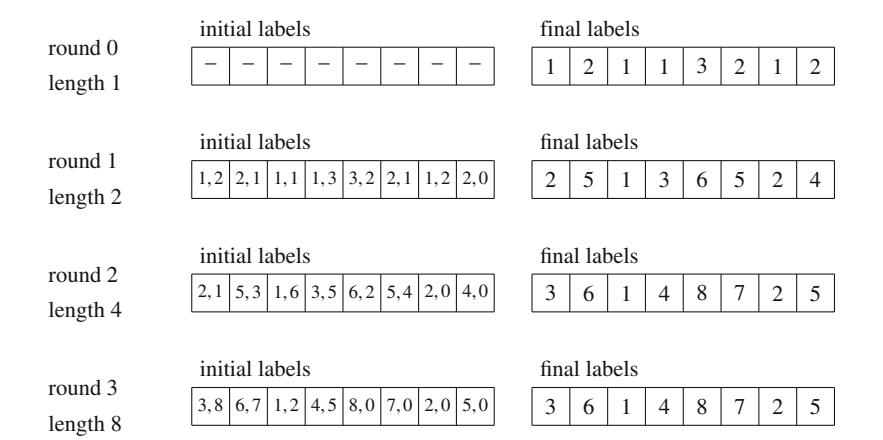 initial labels final labels
round 0
– – – – – – – – 1 2 1 1 3 2 1 2
length 1
initial labels final labels
round 1
1,2 2,1 1,1 1,3 3,2 2,1 1,2 2,0 2 5 1 3 6 5 2 4
length 2
initial labels final labels
round 2
2,1 5,3 1,6 3,5 6,2 5,4 2,0 4,0 3 6 1 4 8 7 2 5
length 4
initial labels final labels
round 3
3,8 6,7 1,2 4,5 8,0 7,0 2,0 5,0 3 6 1 4 8 7 2 5
length 8